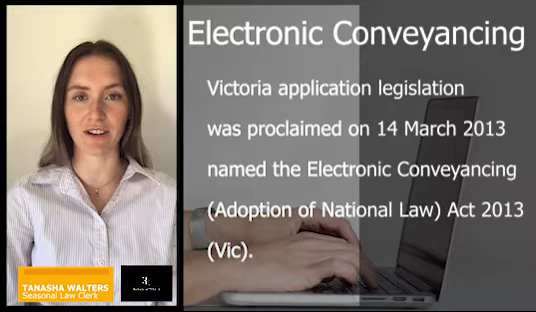 Electronic Conveyancing
Victoria application legislation
was proclaimed on 14 March 2013
named the Electronic Conveyancing
(Adoption of National Law) Act 2013
(Vic).
TANASHA WALTERS
Seasonal Law Clerk